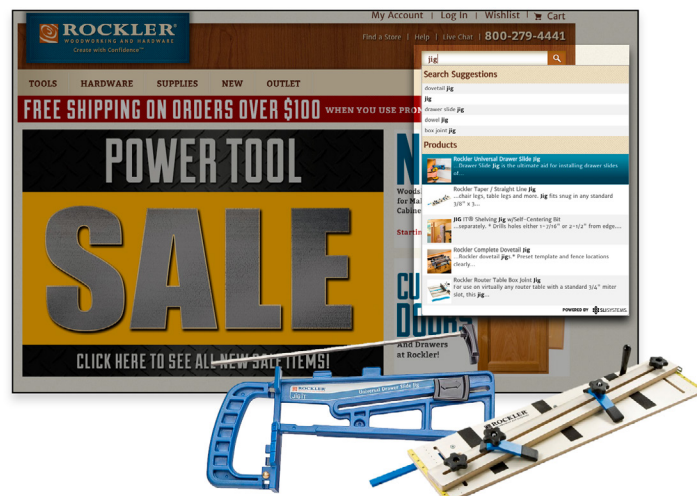 My Account | Log In | Wishlist | Cart
ROCKLER
WOODWORKING AND HARDWARE
Create with Confidence
Find a Store | Help | Live Chat | 800-279-4441
jig
TOOLS HARDWARE SUPPLIES NEW OUTLET
FREE SHIPPING ON ORDERS OVER $100 WHEN YOU USE PRO
POWER TOOL
SALE
CLICK HERE TO SEE ALL NEW SALE ITEMS!
Search Suggestions
dovetail jig
jig
drawer slide jig
dowel jig
box joint jig
Products
Rockler Universal Drawer Slide Jig
...Drawer Slide Jig is the ultimate aid for installing drawer slides
of...
Rockler Taper / Straight Line Jig
...chair legs, table legs and more. Jig fits snug in any standard
3/8" x 3...
JIG IT® Shelving Jig w/Self-Centering Bit
...separately. * Drills holes either 1-7/16" or 2-1/2" from edge....
Rockler Complete Dovetail Jig
...Rockler dovetail jigs.* Preset template and fence locations
clearly...
Rockler Router Table Box Joint Jig
For use on virtually any router table with a standard 3/4" miter
slot, this jig...
POWERED BY SLISYSTEMS
Woods
for Ma
Cabine
Startin
CU
DOORS
And Drawers
at Rockler!
ROCKLER
Universal Drawer Slide Jig
ROCKLER